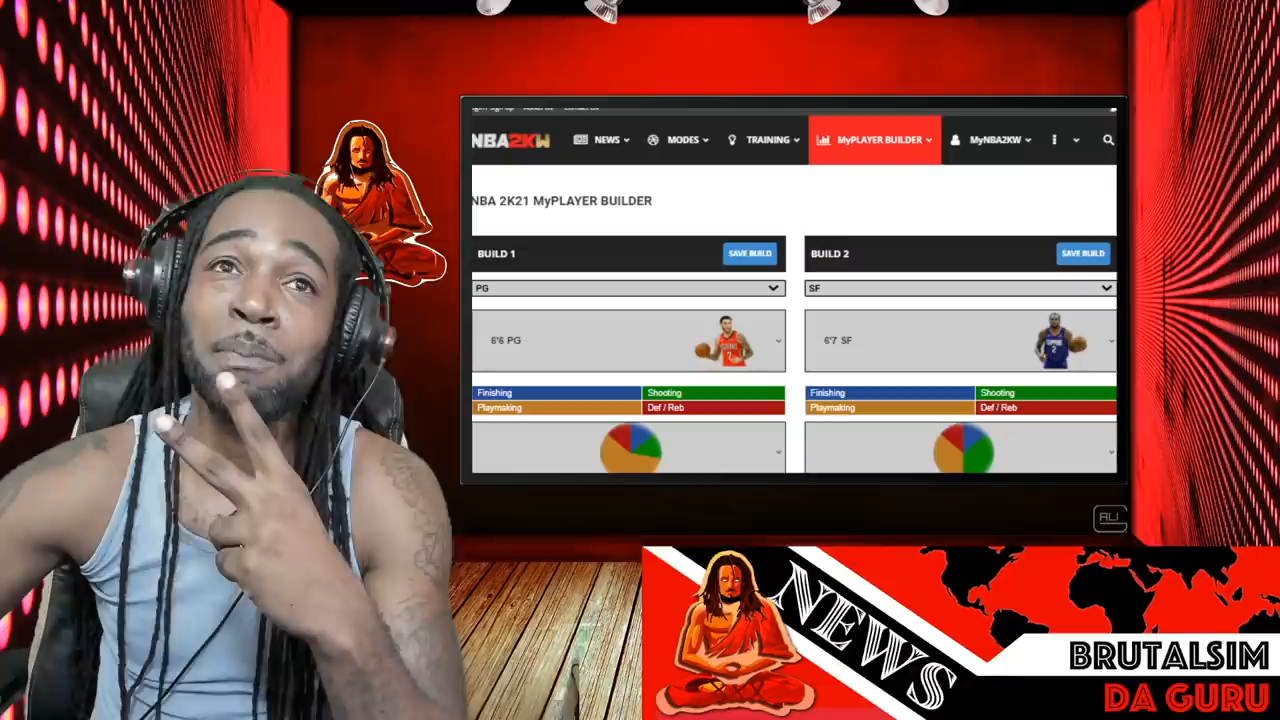 NBA2KW
NEWS
MODES
TRAINING
MyPLAYER BUILDER
MyNBA2KW
NBA 2K21 MyPLAYER BUILDER
BUILD 1
SAVE BUILD
BUILD 2
SAVE BUILD
PG
SF
6'6 PG
6'7 SF
Finishing
Shooting
Finishing
Shooting
Playmaking
Def / Reb
Playmaking
Def / Reb
NEWS
BRUTALSIM
DA GURU